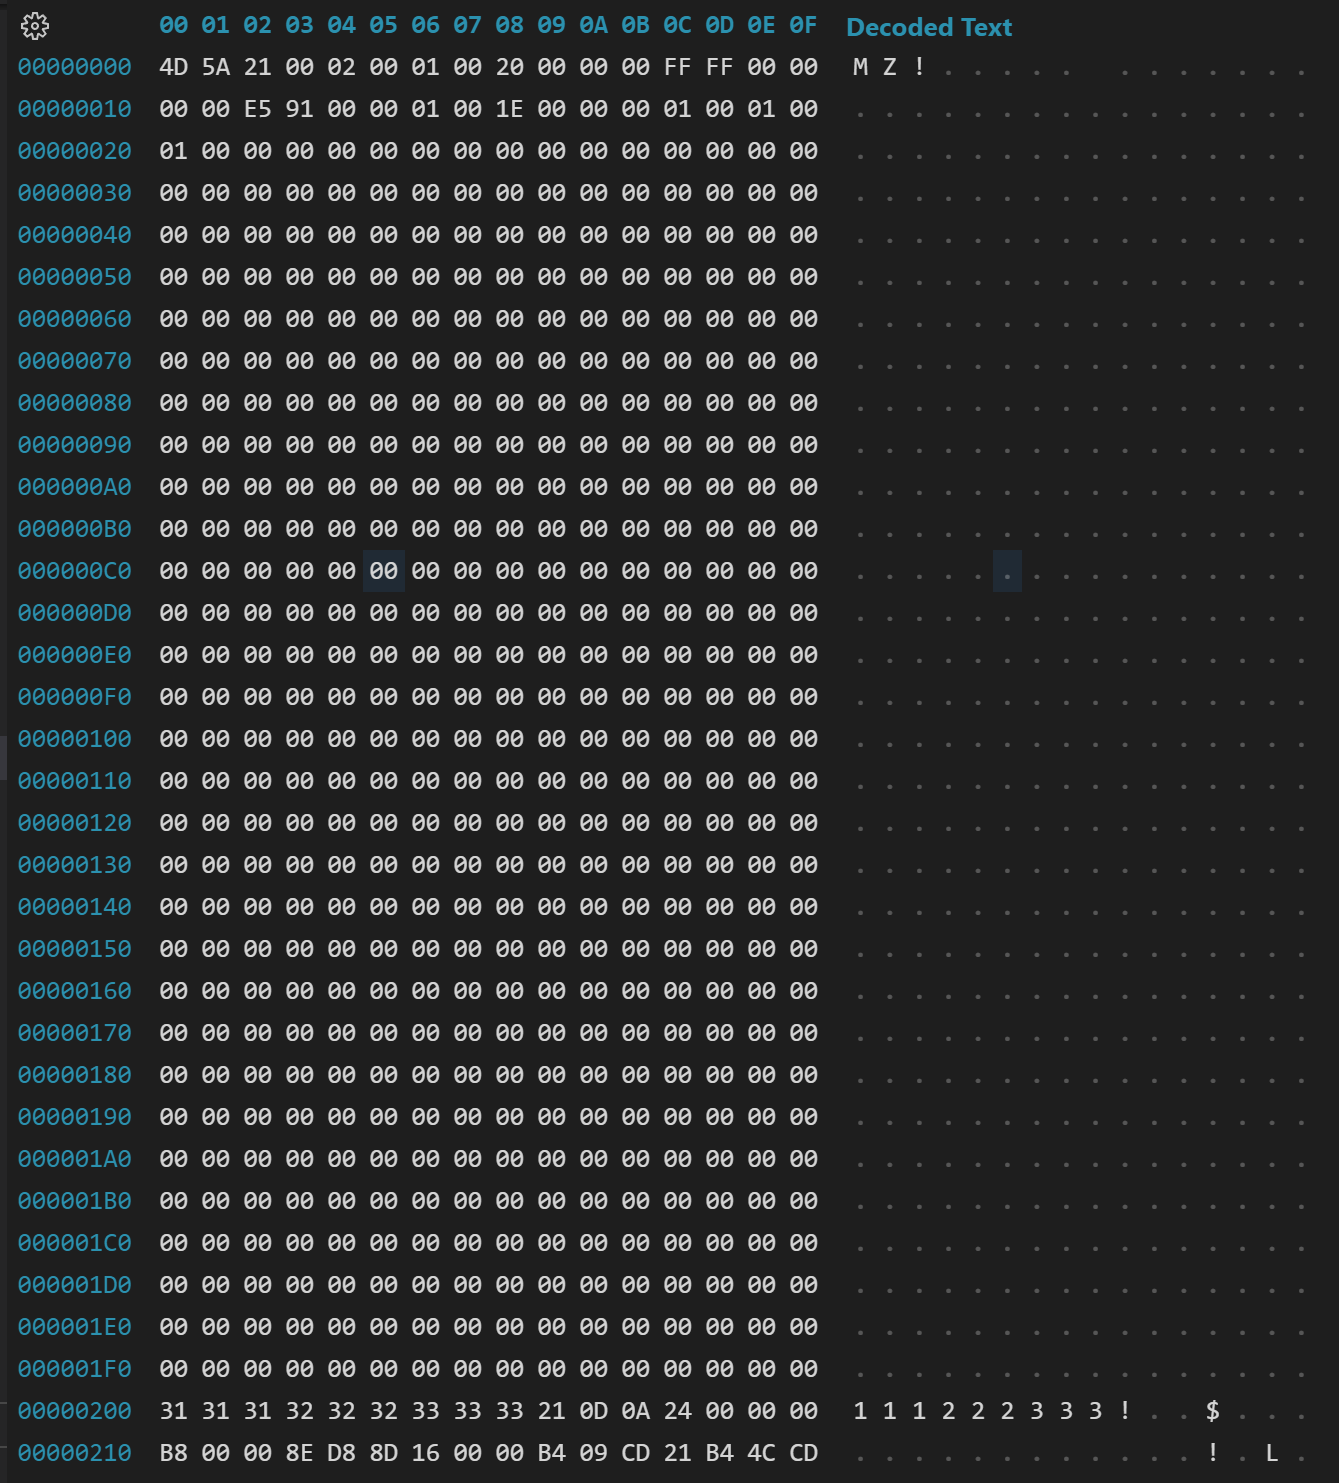 00 01 02 03 04 05 06 07 08 09 0A 0B 0C 0D 0E 0F Decoded Text
00000000 4D 5A 21 00 02 00 01 00 20 00 00 00 FF FF 00 00 M Z ! . . . . .   . . . . . . .
00000010 00 00 E5 91 00 00 01 00 1E 00 00 00 01 00 01 00 . . . . . . . . . . . . . . . .
00000020 01 00 00 00 00 00 00 00 00 00 00 00 00 00 00 00 . . . . . . . . . . . . . . . .
00000030 00 00 00 00 00 00 00 00 00 00 00 00 00 00 00 00 . . . . . . . . . . . . . . . .
00000040 00 00 00 00 00 00 00 00 00 00 00 00 00 00 00 00 . . . . . . . . . . . . . . . .
00000050 00 00 00 00 00 00 00 00 00 00 00 00 00 00 00 00 . . . . . . . . . . . . . . . .
00000060 00 00 00 00 00 00 00 00 00 00 00 00 00 00 00 00 . . . . . . . . . . . . . . . .
00000070 00 00 00 00 00 00 00 00 00 00 00 00 00 00 00 00 . . . . . . . . . . . . . . . .
00000080 00 00 00 00 00 00 00 00 00 00 00 00 00 00 00 00 . . . . . . . . . . . . . . . .
00000090 00 00 00 00 00 00 00 00 00 00 00 00 00 00 00 00 . . . . . . . . . . . . . . . .
000000A0 00 00 00 00 00 00 00 00 00 00 00 00 00 00 00 00 . . . . . . . . . . . . . . . .
000000B0 00 00 00 00 00 00 00 00 00 00 00 00 00 00 00 00 . . . . . . . . . . . . . . . .
000000C0 00 00 00 00 00 00 00 00 00 00 00 00 00 00 00 00 . . . . . . . . . . . . . . . .
000000D0 00 00 00 00 00 00 00 00 00 00 00 00 00 00 00 00 . . . . . . . . . . . . . . . .
000000E0 00 00 00 00 00 00 00 00 00 00 00 00 00 00 00 00 . . . . . . . . . . . . . . . .
000000F0 00 00 00 00 00 00 00 00 00 00 00 00 00 00 00 00 . . . . . . . . . . . . . . . .
00000100 00 00 00 00 00 00 00 00 00 00 00 00 00 00 00 00 . . . . . . . . . . . . . . . .
00000110 00 00 00 00 00 00 00 00 00 00 00 00 00 00 00 00 . . . . . . . . . . . . . . . .
00000120 00 00 00 00 00 00 00 00 00 00 00 00 00 00 00 00 . . . . . . . . . . . . . . . .
00000130 00 00 00 00 00 00 00 00 00 00 00 00 00 00 00 00 . . . . . . . . . . . . . . . .
00000140 00 00 00 00 00 00 00 00 00 00 00 00 00 00 00 00 . . . . . . . . . . . . . . . .
00000150 00 00 00 00 00 00 00 00 00 00 00 00 00 00 00 00 . . . . . . . . . . . . . . . .
00000160 00 00 00 00 00 00 00 00 00 00 00 00 00 00 00 00 . . . . . . . . . . . . . . . .
00000170 00 00 00 00 00 00 00 00 00 00 00 00 00 00 00 00 . . . . . . . . . . . . . . . .
00000180 00 00 00 00 00 00 00 00 00 00 00 00 00 00 00 00 . . . . . . . . . . . . . . . .
00000190 00 00 00 00 00 00 00 00 00 00 00 00 00 00 00 00 . . . . . . . . . . . . . . . .
000001A0 00 00 00 00 00 00 00 00 00 00 00 00 00 00 00 00 . . . . . . . . . . . . . . . .
000001B0 00 00 00 00 00 00 00 00 00 00 00 00 00 00 00 00 . . . . . . . . . . . . . . . .
000001C0 00 00 00 00 00 00 00 00 00 00 00 00 00 00 00 00 . . . . . . . . . . . . . . . .
000001D0 00 00 00 00 00 00 00 00 00 00 00 00 00 00 00 00 . . . . . . . . . . . . . . . .
000001E0 00 00 00 00 00 00 00 00 00 00 00 00 00 00 00 00 . . . . . . . . . . . . . . . .
000001F0 00 00 00 00 00 00 00 00 00 00 00 00 00 00 00 00 . . . . . . . . . . . . . . . .
00000200 31 31 31 32 32 32 33 33 33 21 0D 0A 24 00 00 00 1 1 1 2 2 2 3 3 3 ! . . $ . . .
00000210 B8 00 00 8E D8 8D 16 00 00 B4 09 CD 21 B4 4C CD . . . . . . . . . . . . ! . L .